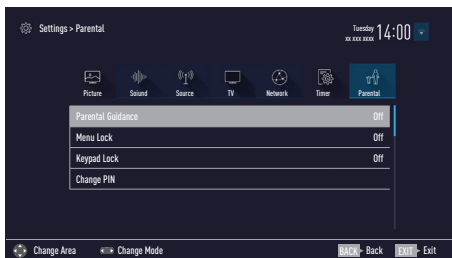 Settings > Parental
Tuesday 14:00
xx xxx xxxx
Picture Soiund Source TV Network Timer Parental
Parental Guidance Off
Menu Lock Off
Keypad Lock Off
Change PIN
Change Area Change Mode BACK Back EXIT Exit